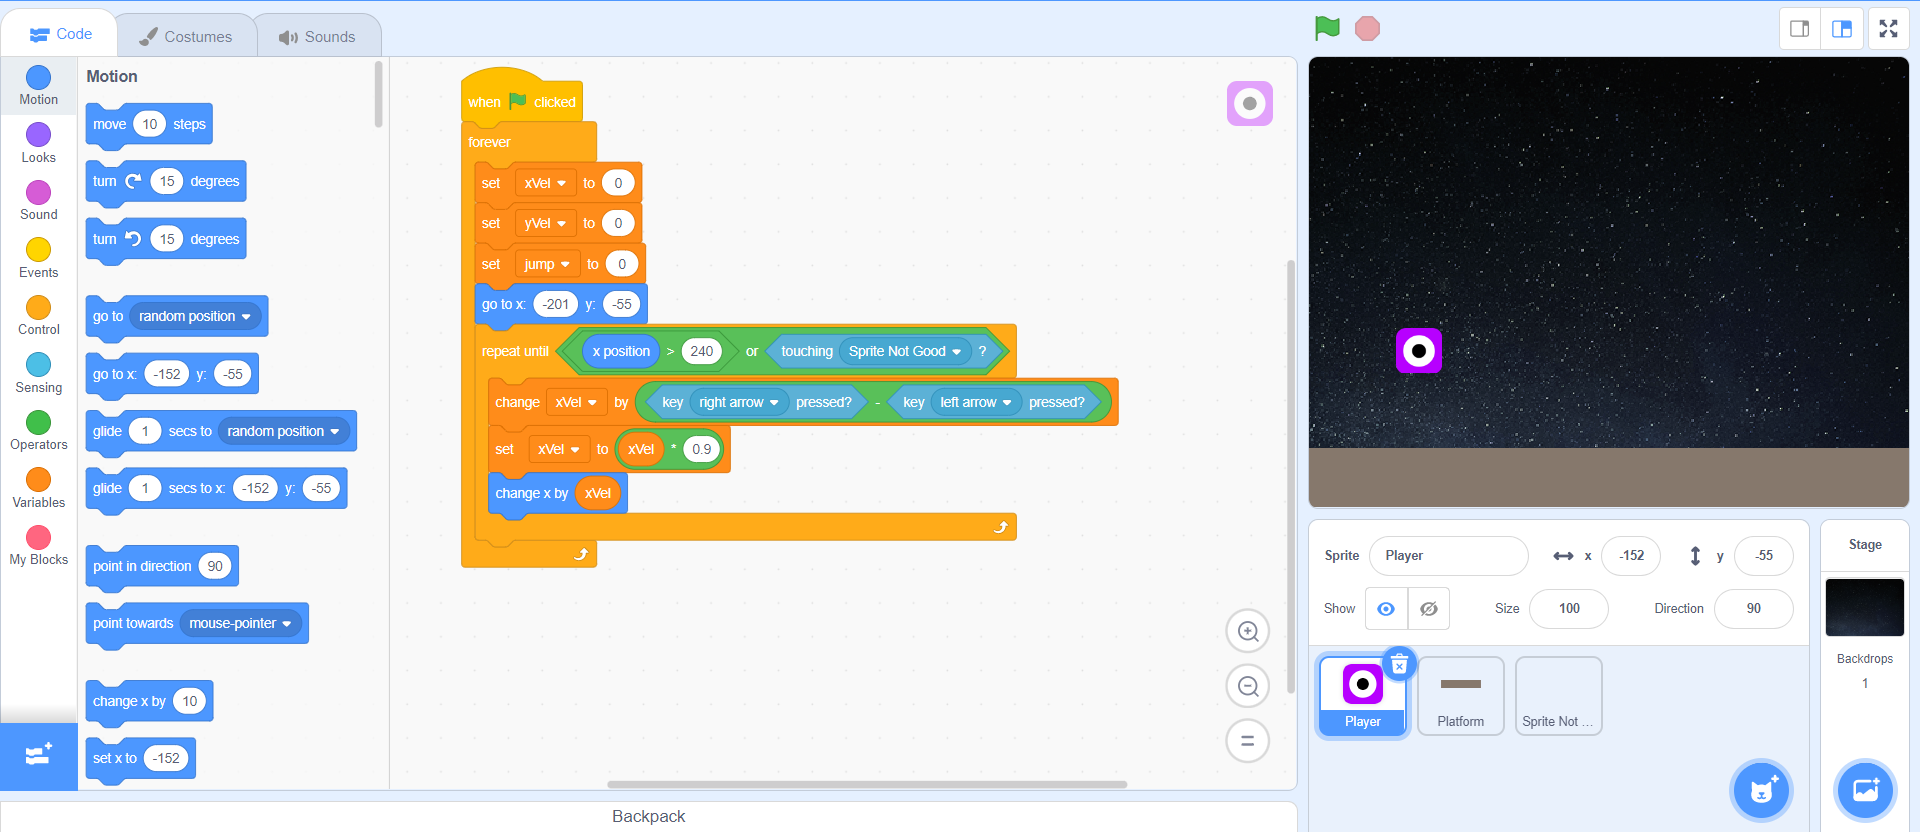 Code
Costumes
Sounds
Motion
Looks
Sound
Events
Control
Sensing
Operators
Variables
My Blocks
Motion
move 10 steps
turn 15 degrees
turn 15 degrees
go to random position
go to x: -152 y: -55
glide 1 secs to random position
glide 1 secs to x: -152 y: -55
point in direction 90
point towards mouse-pointer
change x by 10
set x to -152
when clicked
forever
set xVel to 0
set yVel to 0
set jump to 0
go to x: -201 y: -55
repeat until x position > 240 or touching Sprite Not Good ?
change xVel by key right arrow pressed? - key left arrow pressed?
set xVel to xVel * 0.9
change x by xVel
Backpack
Sprite Player x -152 y -55
Show Size 100 Direction 90
Player
Platform
Sprite Not ...
Stage
Backdrops
1